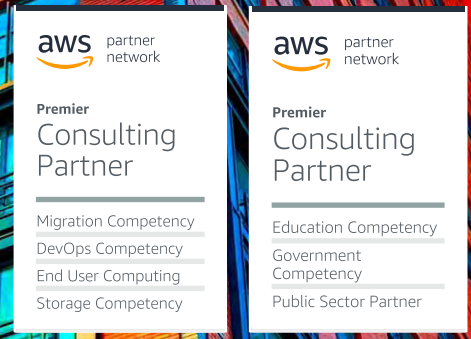 aws partner
network
Premier
Consulting
Partner
Migration Competency
DevOps Competency
End User Computing
Storage Competency
aws partner
network
Premier
Consulting
Partner
Education Competency
Government
Competency
Public Sector Partner